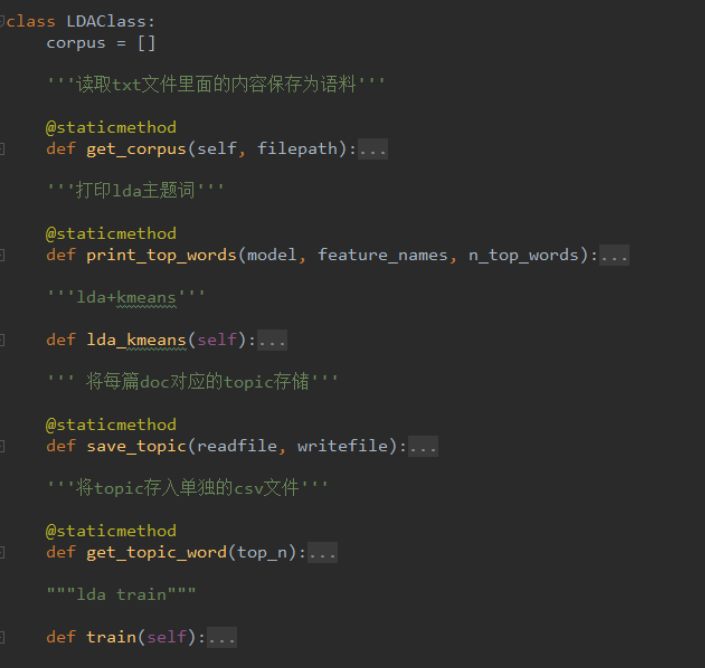 class LDAClass:
corpus = []
'''读取txt文件里面的内容保存为语料'''
@staticmethod
def get_corpus(self, filepath):...
'''打印lda主题词'''
@staticmethod
def print_top_words(model, feature_names, n_top_words):...
'''lda+kmeans'''
def lda_kmeans(self):...
''' 将每篇doc对应的topic存储'''
@staticmethod
def save_topic(readfile, writefile):...
'''将topic存入单独的csv文件'''
@staticmethod
def get_topic_word(top_n):...
"""lda train"""
def train(self):...